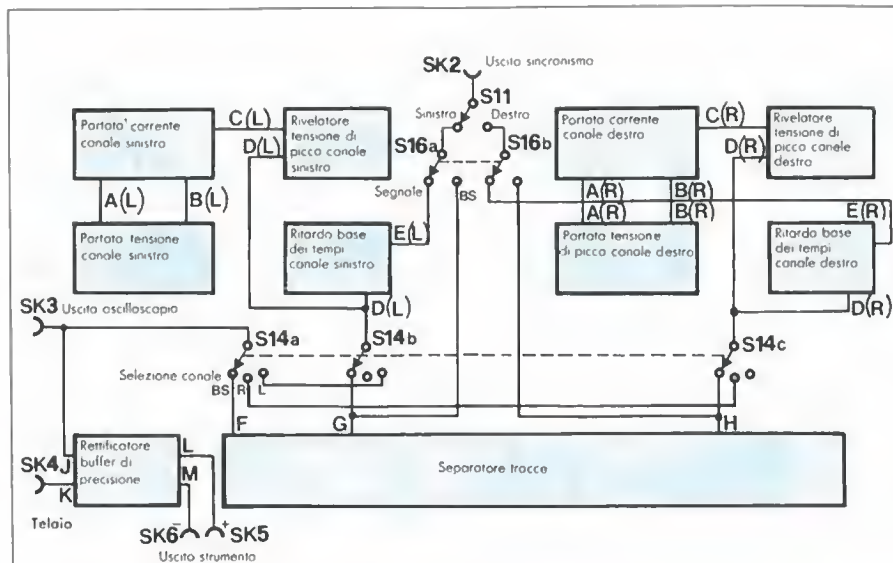 SK2
Uscita sincronismo
S11
Sinistra
Destra
S16a
S16b
Portata corrente
canale sinistro
C(L)
D(L)
Rivelatore
tensione di
picco canale
sinistro
Portata corrente
canale destro
C(R)
D(R)
Rivelatore
tensione di
picco canele
destro
Segnale
BS
A(L)
B(L)
A(R)
B(R)
A(R)
B(R)
E(L)
E(R)
Portata tensione
canale sinistro
Ritardo base
dei tempi
canale sinistro
Portata tensione
di picco canale destro
Ritardo base
dei tempi
canale destro
D(L)
D(R)
SK3
Uscita oscilloscopio
S14a
S14b
S14c
Selezione canale
BS
R
L
F
G
H
SK4
J
K
Rettificatore
buffer di
precisione
L
M
Separatore tracce
Telaio
SK6
−
+
SK5
Uscita strumento